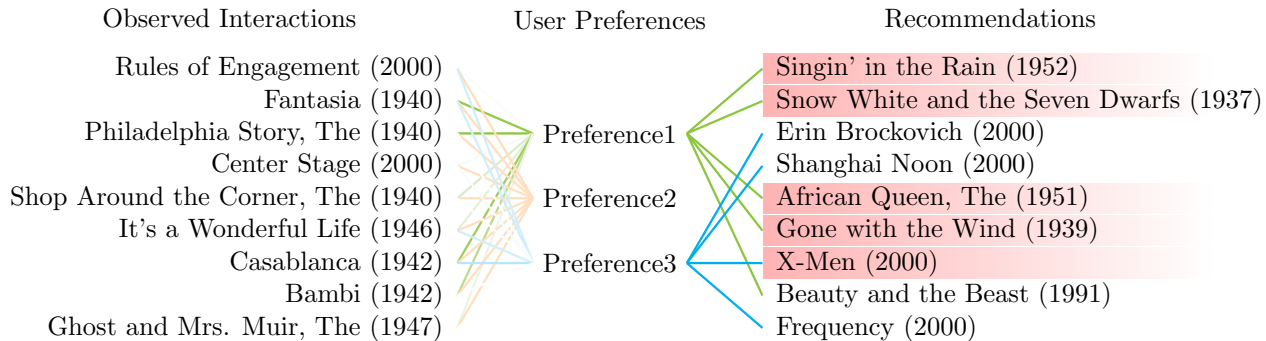 Observed Interactions
Rules of Engagement (2000)
Fantasia (1940)
Philadelphia Story, The (1940)
Center Stage (2000)
Shop Around the Corner, The (1940)
It's a Wonderful Life (1946)
Casablanca (1942)
Bambi (1942)
Ghost and Mrs. Muir, The (1947)
User Preferences
Preference1
Preference2
Preference3
Recommendations
Singin' in the Rain (1952)
Snow White and the Seven Dwarfs (1937)
Erin Brockovich (2000)
Shanghai Noon (2000)
African Queen, The (1951)
Gone with the Wind (1939)
X-Men (2000)
Beauty and the Beast (1991)
Frequency (2000)